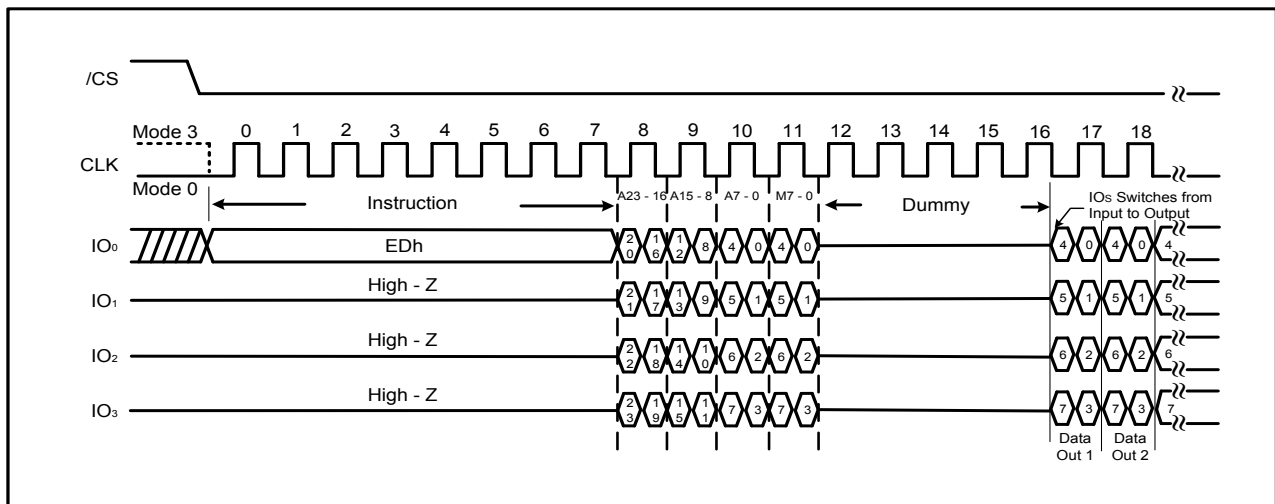 /CS
Mode 3 0 1 2 3 4 5 6 7 8 9 10 11 12 13 14 15 16 17 18
CLK
Mode 0
Instruction A23 - 16 A15 - 8 A7 - 0 M7 - 0 Dummy
IOs Switches from
Input to Output
IO0 EDh 20 16 12 8 4 0 4 0 4 0 4 0 4
High - Z
IO1 21 17 13 9 5 1 5 1 5 1 5 1 5
High - Z
IO2 22 18 14 10 6 2 6 2 6 2 6 2 6
High - Z
IO3 23 19 15 11 7 3 7 3 7 3 7 3 7
Data Data
Out 1 Out 2